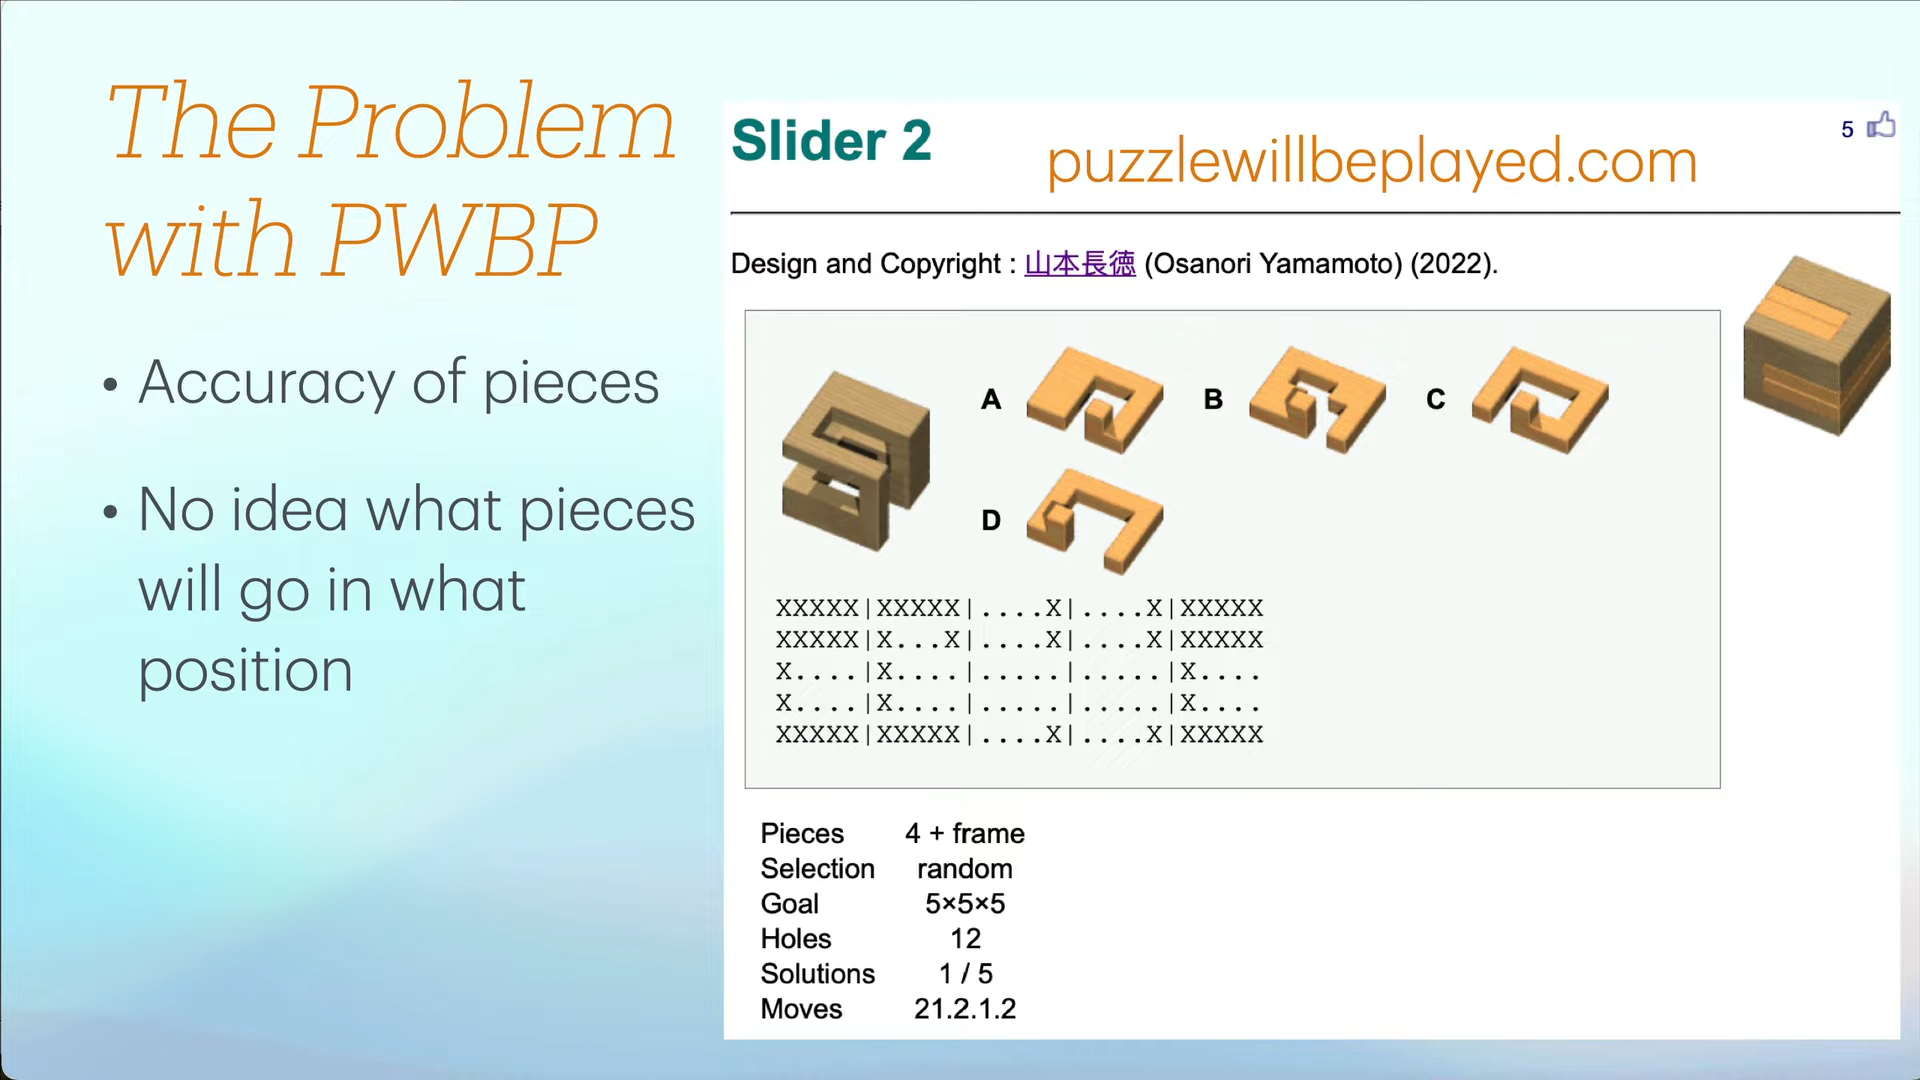 The Problem
with PWBP
• Accuracy of pieces
• No idea what pieces
will go in what
position
Slider 2
puzzlewillbeplayed.com
5
Design and Copyright : 山本長徳 (Osanori Yamamoto) (2022).
A
B
C
D
XXXXX|XXXXX|....X|....X|XXXXX
XXXXX|X...X|....X|....X|XXXXX
X....|X....|.....|.....|X....
X....|X....|.....|.....|X....
XXXXX|XXXXX|....X|....X|XXXXX
Pieces 4 + frame
Selection random
Goal 5×5×5
Holes 12
Solutions 1 / 5
Moves 21.2.1.2